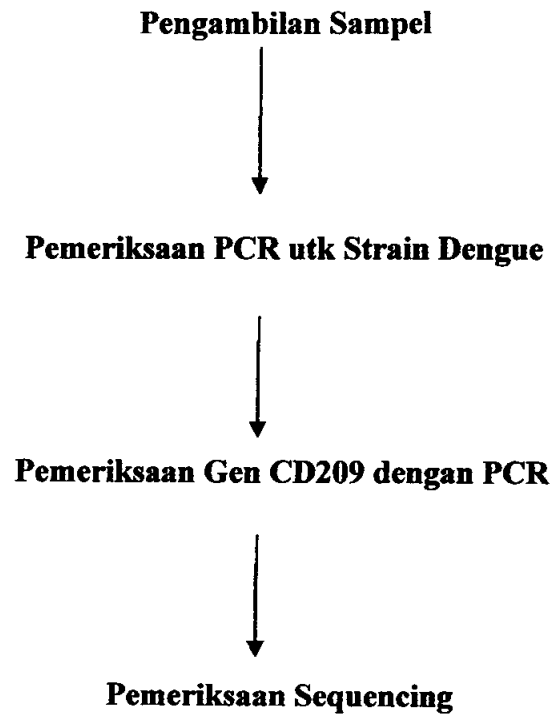 Pengambilan Sampel
Pemeriksaan PCR utk Strain Dengue
Pemeriksaan Gen CD209 dengan PCR
Pemeriksaan Sequencing